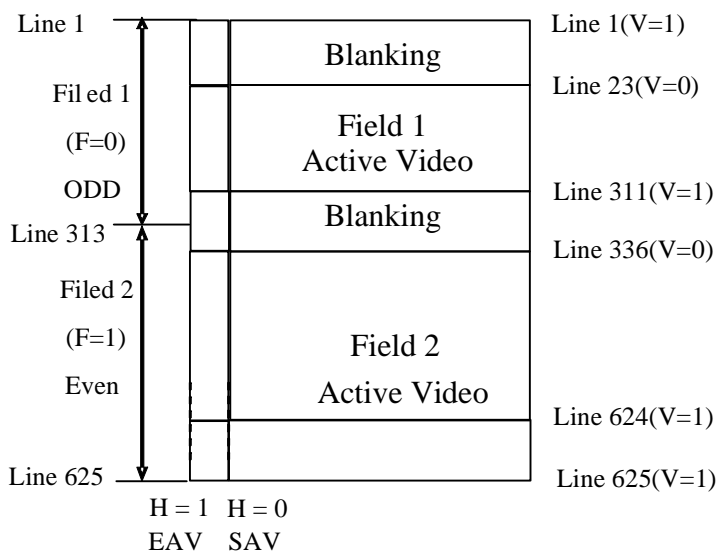 Line 1
Line 1(V=1)
Blanking
Line 23(V=0)
Filed 1
(F=0)
ODD
Field 1
Active Video
Line 311(V=1)
Line 313
Blanking
Line 336(V=0)
Filed 2
(F=1)
Even
Field 2
Active Video
Line 624(V=1)
Line 625
Line 625(V=1)
H = 1 H = 0
EAV SAV